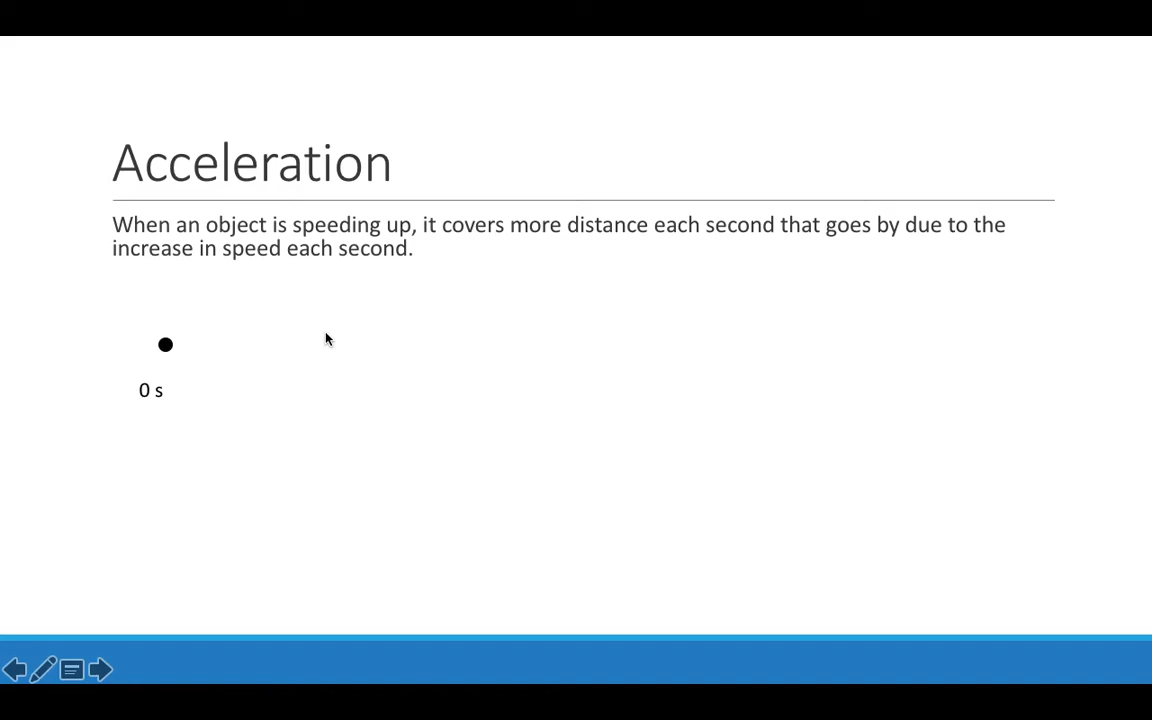 Acceleration
When an object is speeding up, it covers more distance each second that goes by due to the
increase in speed each second.
0 s